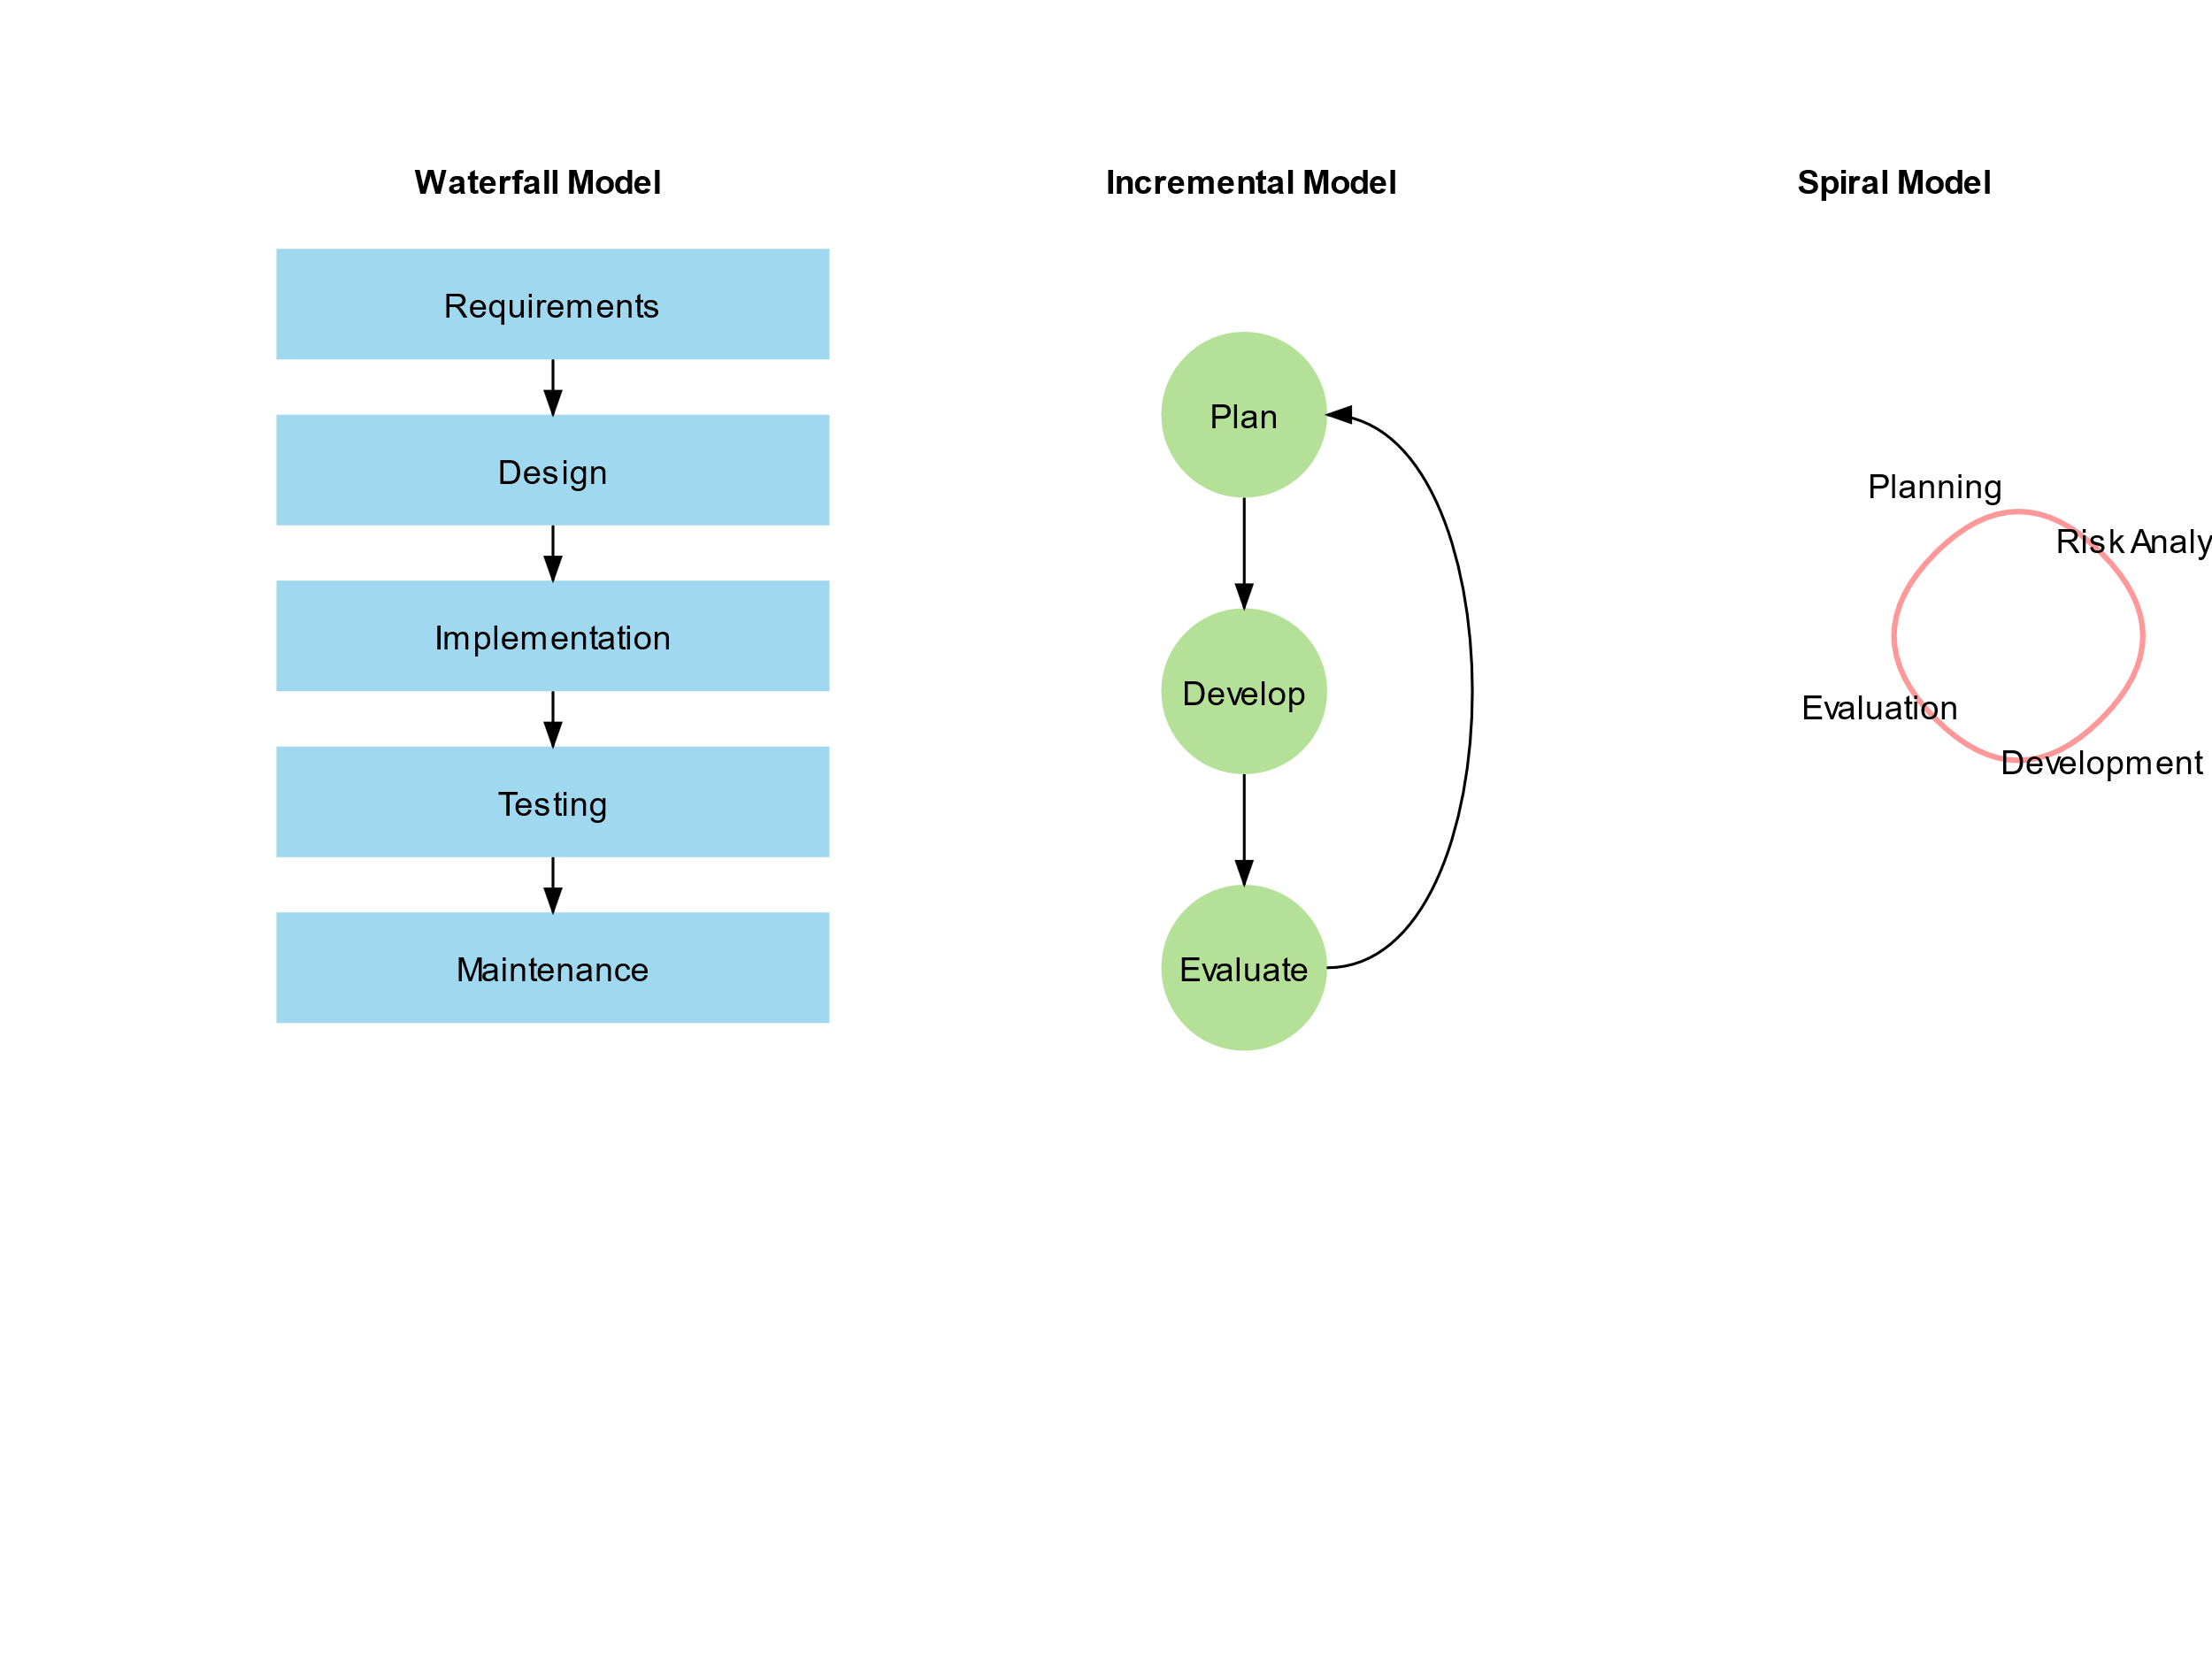 Waterfall Model
Requirements
Design
Implementation
Testing
Maintenance
Incremental Model
Plan
Develop
Evaluate
Spiral Model
Planning
Risk Analy
Evaluation
Development